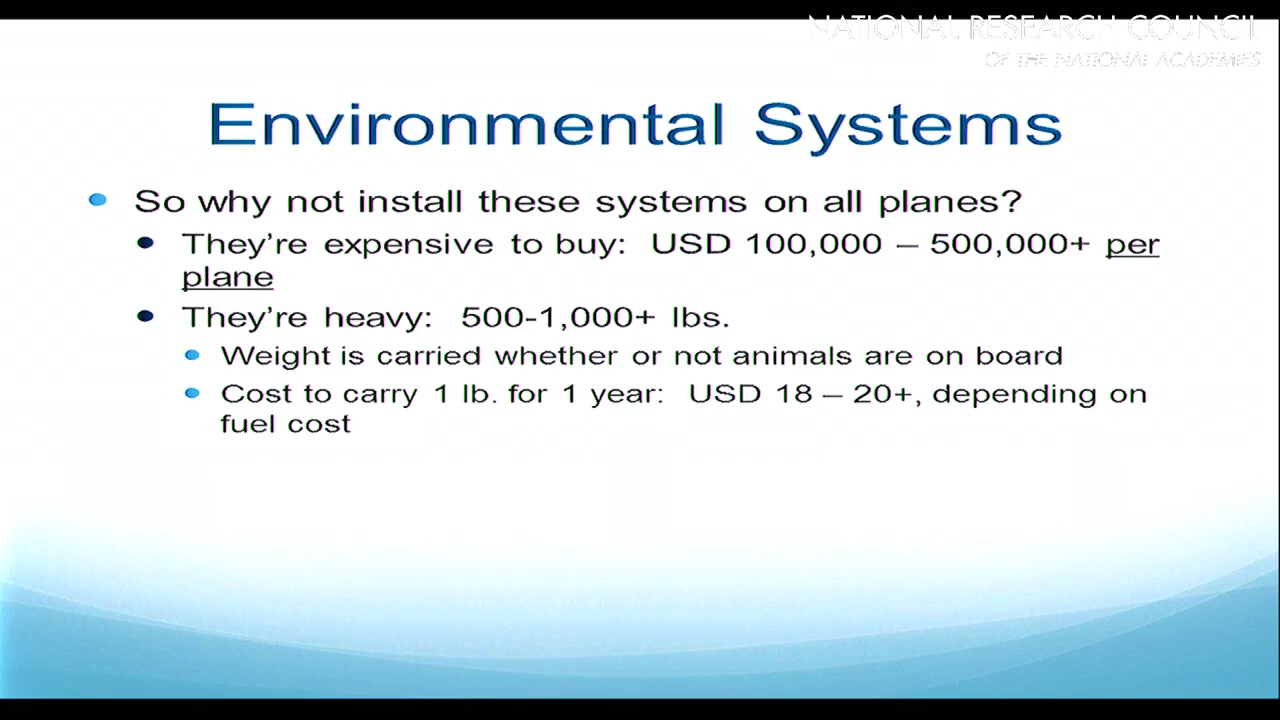 NATIONAL RESEARCH COUNCIL
OF THE NATIONAL ACADEMIES
Environmental Systems
So why not install these systems on all planes?
They're expensive to buy: USD 100,000 – 500,000+ per
plane
They're heavy: 500-1,000+ lbs.
Weight is carried whether or not animals are on board
Cost to carry 1 lb. for 1 year: USD 18 – 20+, depending on
fuel cost